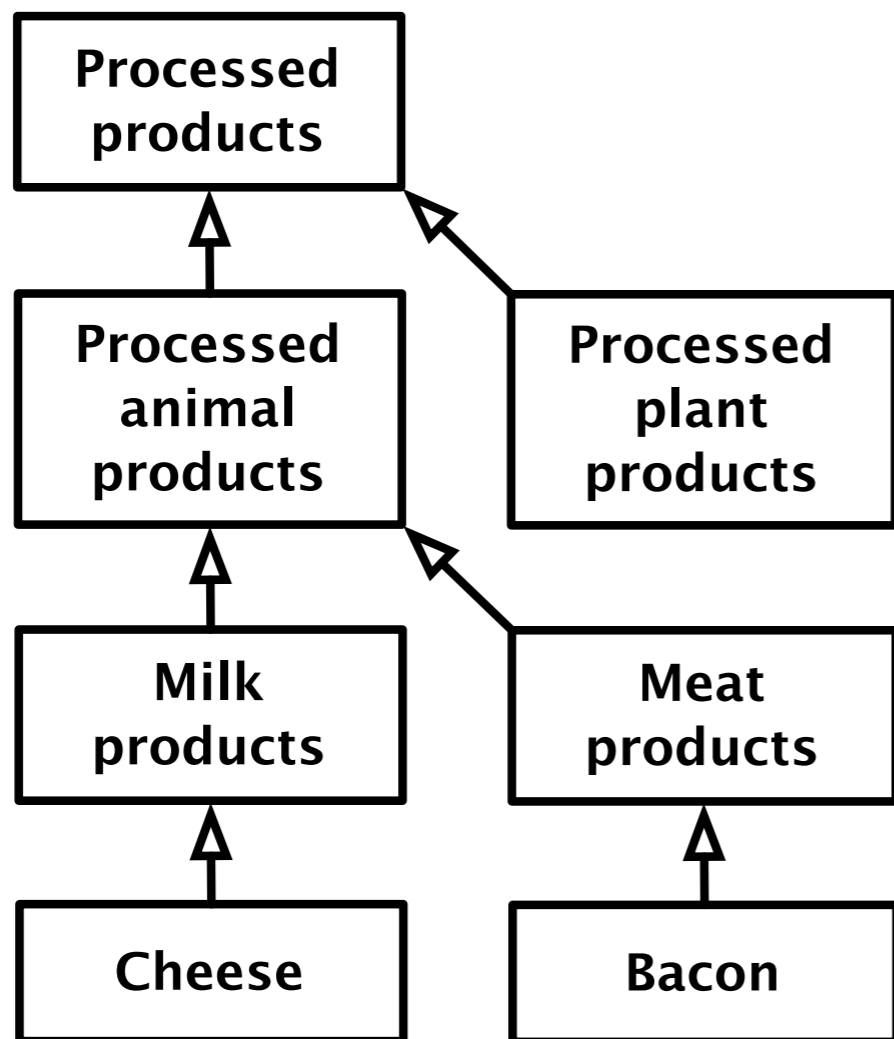 Processed
products
Processed
animal
products
Processed
plant
products
Milk
products
Meat
products
Cheese
Bacon